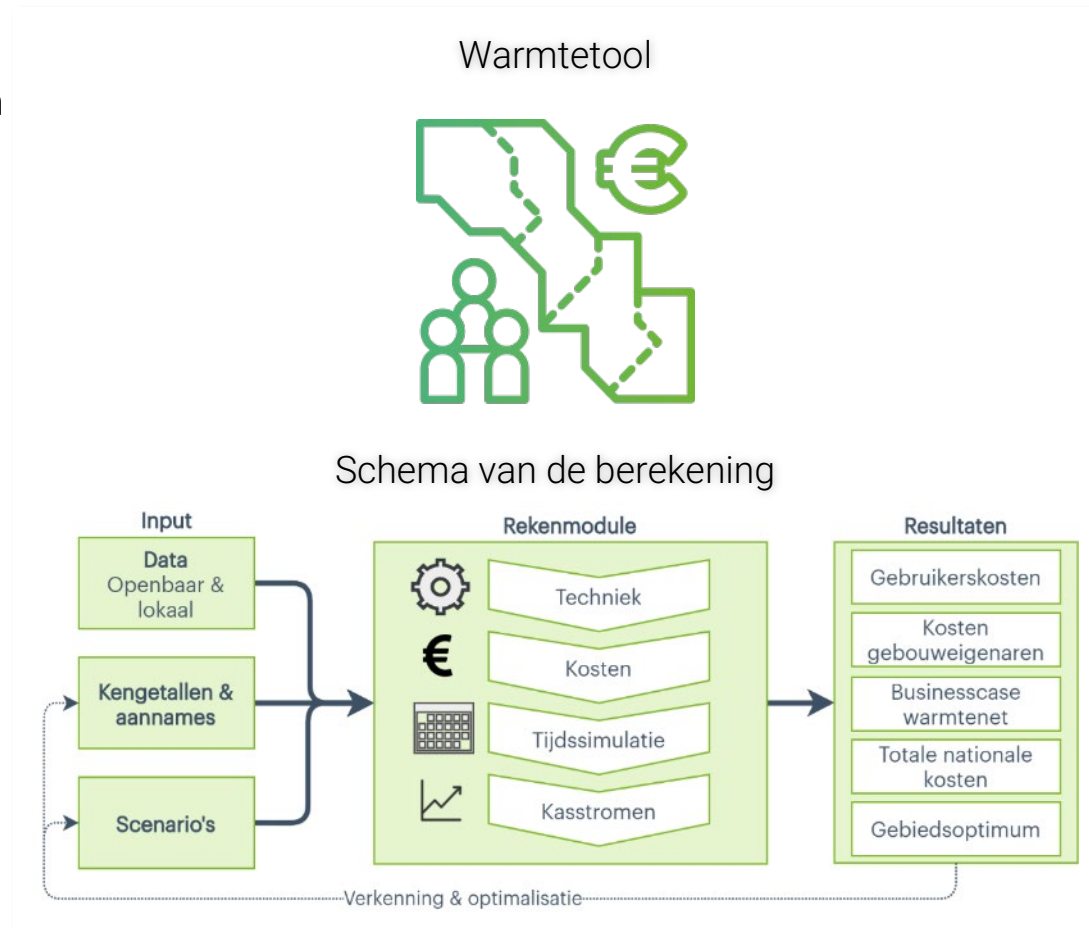 Warmtetool
Schema van de berekening
Input
Data
Openbaar &
lokaal
Kengetallen &
aannames
Scenario's
Rekenmodule
Techniek
€
Kosten
Tijdssimulatie
Kasstromen
Resultaten
Gebruikerskosten
Kosten
gebouweigenaren
Businesscase
warmtenet
Totale nationale
kosten
Gebiedsoptimum
Verkenning & optimalisatie